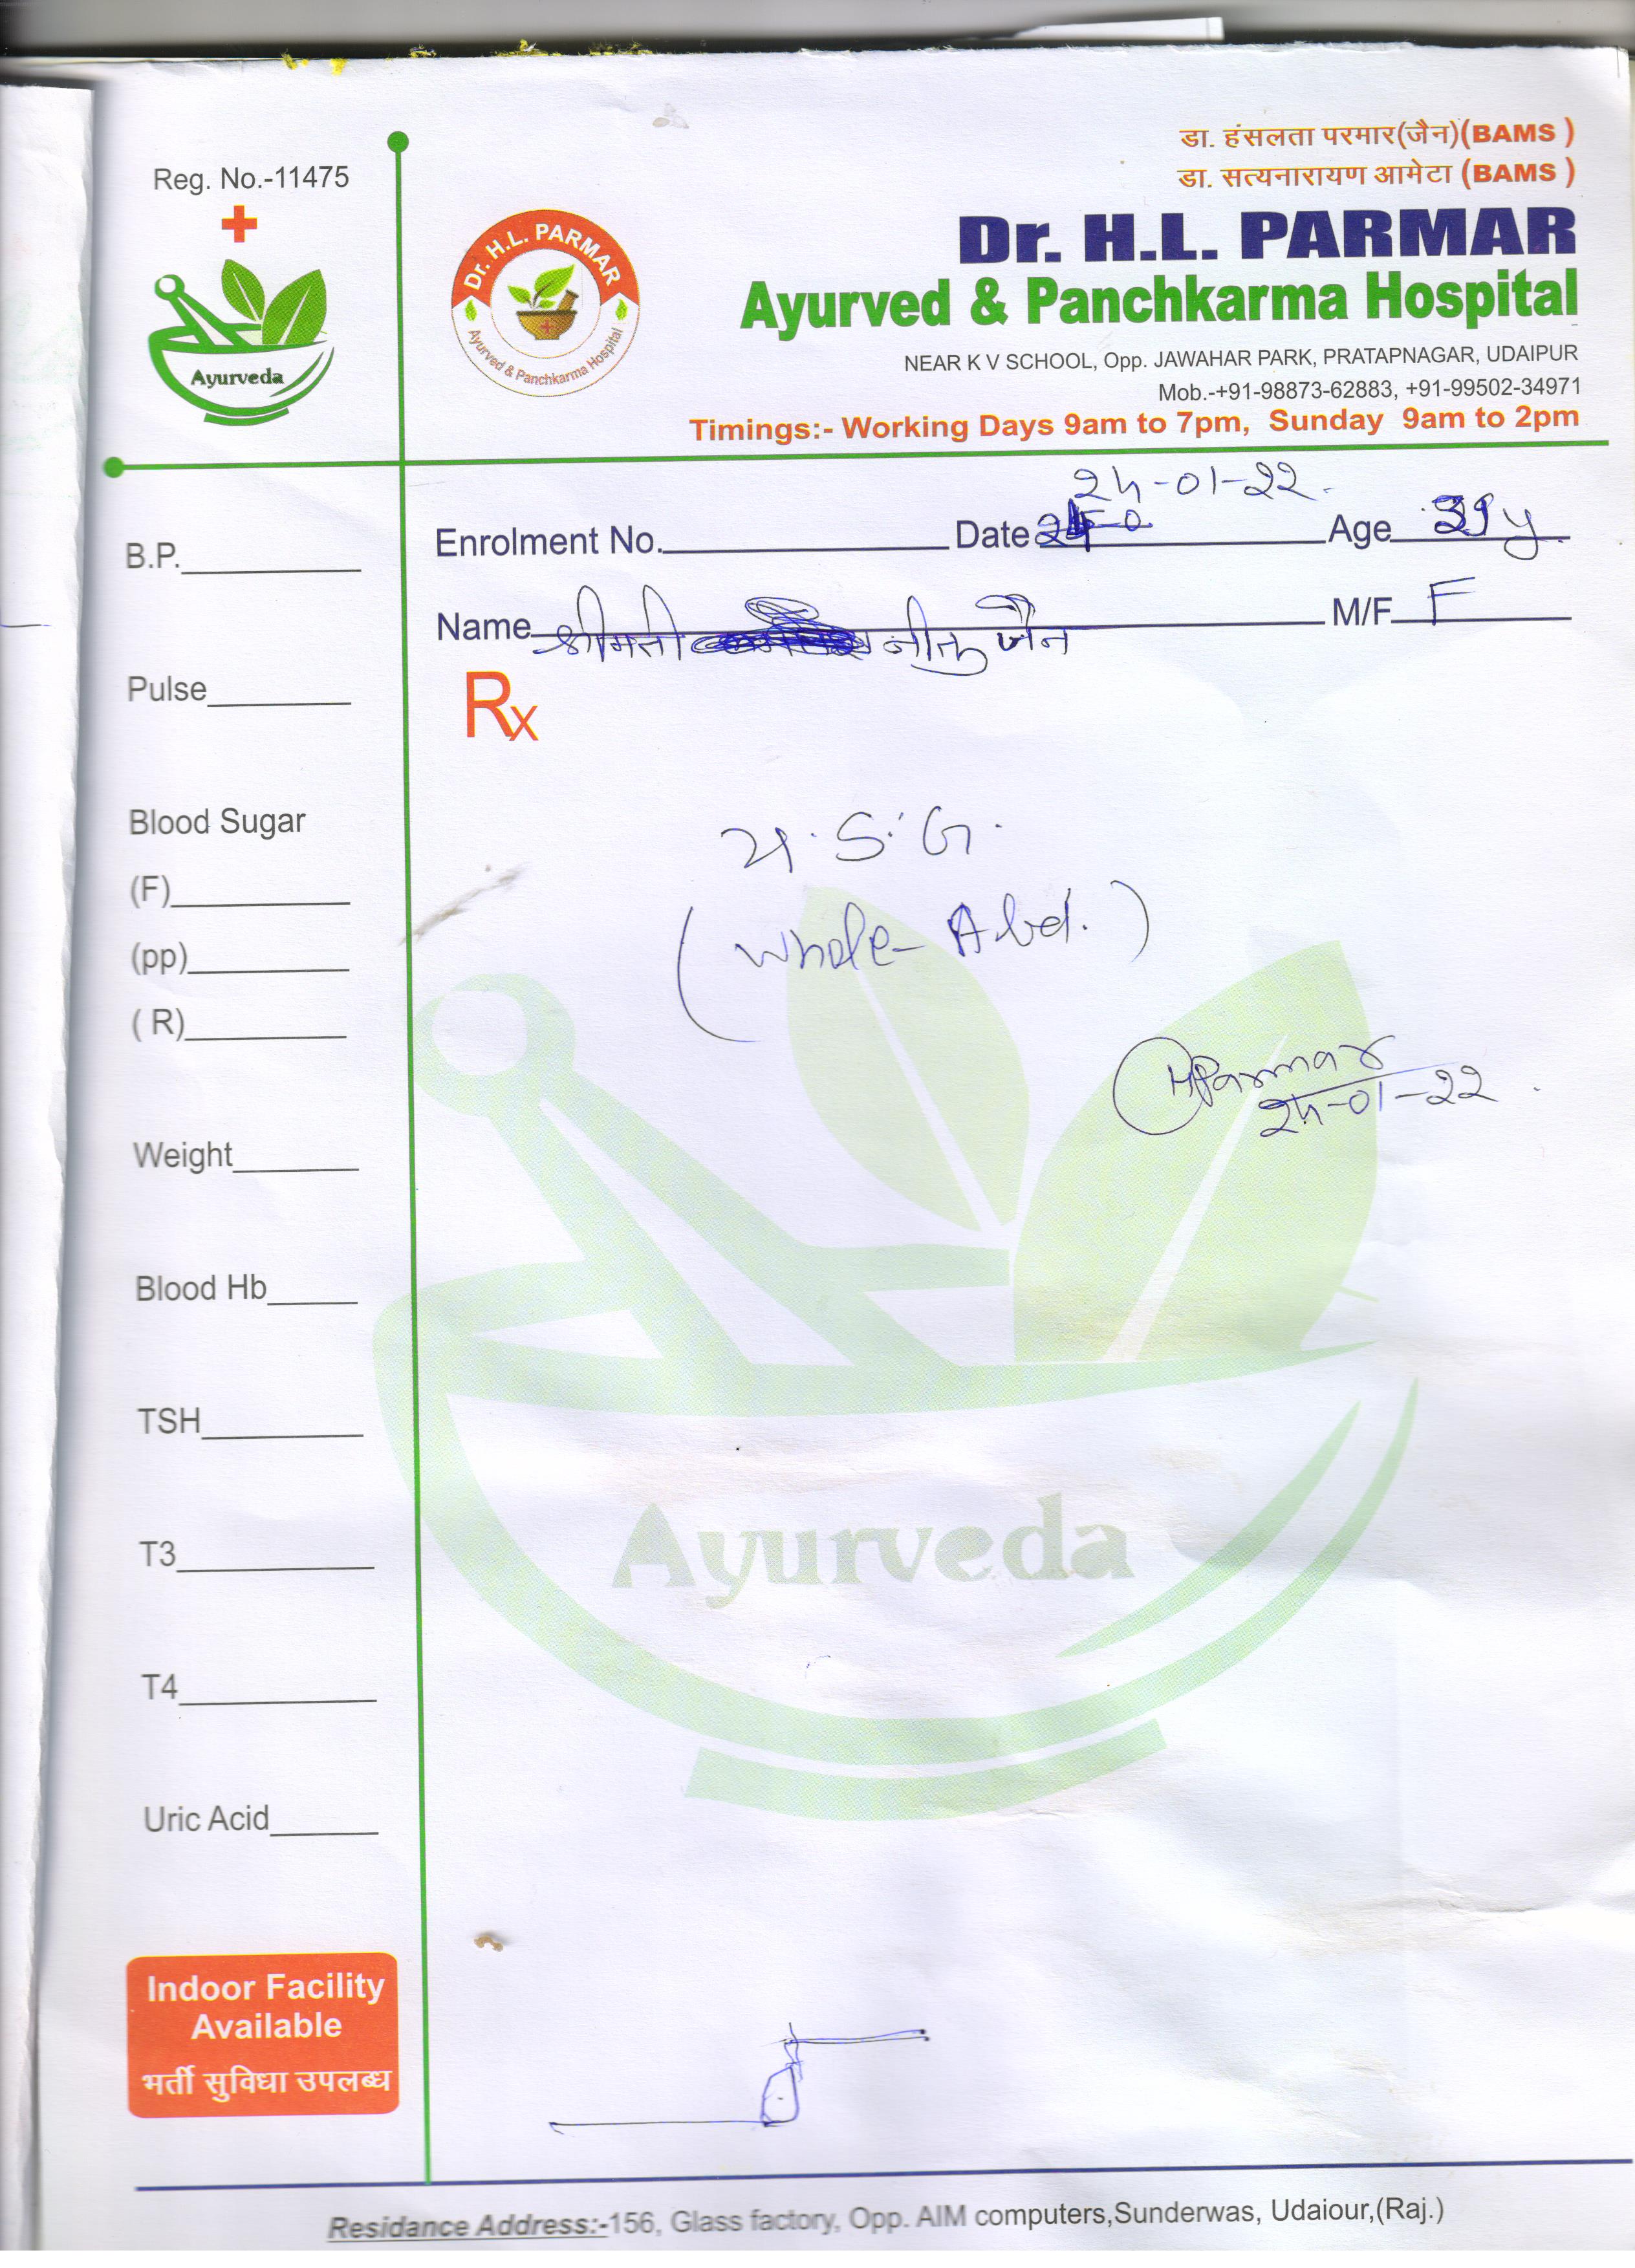 Reg. No.-11475
Ayurveda
Dr. H.L. PARMAR
Ayurved & Panchkarma Hospital
डा. हंसलता परमार(जैन)(BAMS )
डा. सत्यनारायण आमेटा (BAMS )
Dr. H.L. PARMAR
Ayurved & Panchkarma Hospital
NEAR K V SCHOOL, Opp. JAWAHAR PARK, PRATAPNAGAR, UDAIPUR
Mob.-+91-98873-62883, +91-99502-34971
Timings:- Working Days 9am to 7pm, Sunday 9am to 2pm
24-01-22.
Enrolment No. Date Age 39y.
Name श्रीमती नीतु जैन M/F F
Rx
B.P.
Pulse
Blood Sugar
(F)
(pp)
( R)
Weight
Blood Hb
TSH
T3
T4
Uric Acid
U.S.G.
(Whole Abd.)
HParmar
24-01-22
Ayurveda
Indoor Facility
Available
भर्ती सुविधा उपलब्ध
Residance Address:-156, Glass factory, Opp. AIM computers,Sunderwas, Udaiour,(Raj.)